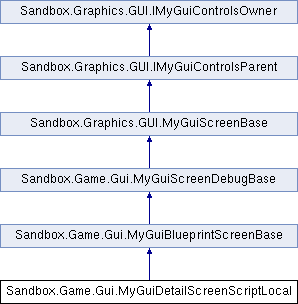 Sandbox.Graphics.GUI.IMyGuiControlsOwner
Sandbox.Graphics.GUI.IMyGuiControlsParent
Sandbox.Graphics.GUI.MyGuiScreenBase
Sandbox.Game.Gui.MyGuiScreenDebugBase
Sandbox.Game.Gui.MyGuiBlueprintScreenBase
Sandbox.Game.Gui.MyGuiDetailScreenScriptLocal